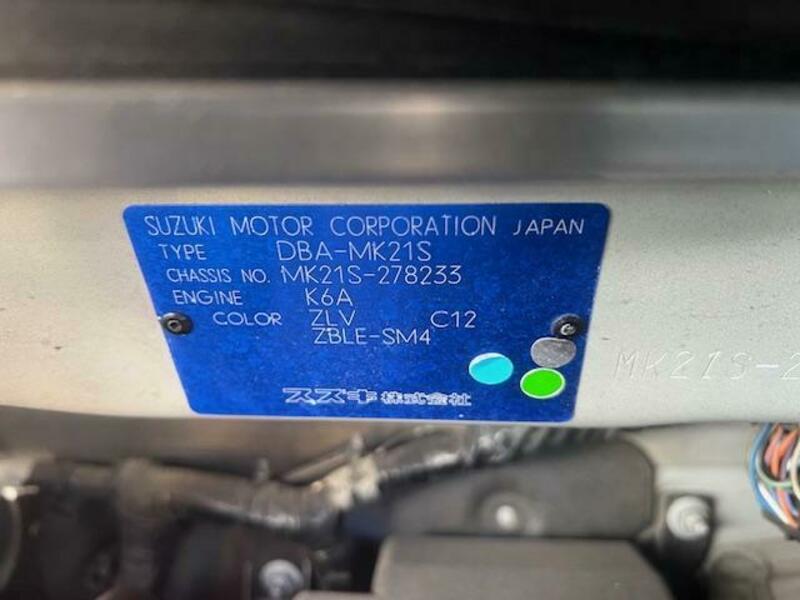 SUZUKI MOTOR CORPORATION JAPAN
TYPE DBA-MK21S
CHASSIS NO. MK21S-278233
ENGINE K6A
COLOR ZLV C12
ZBLE-SM4
スズキ株式会社
MK21S-2